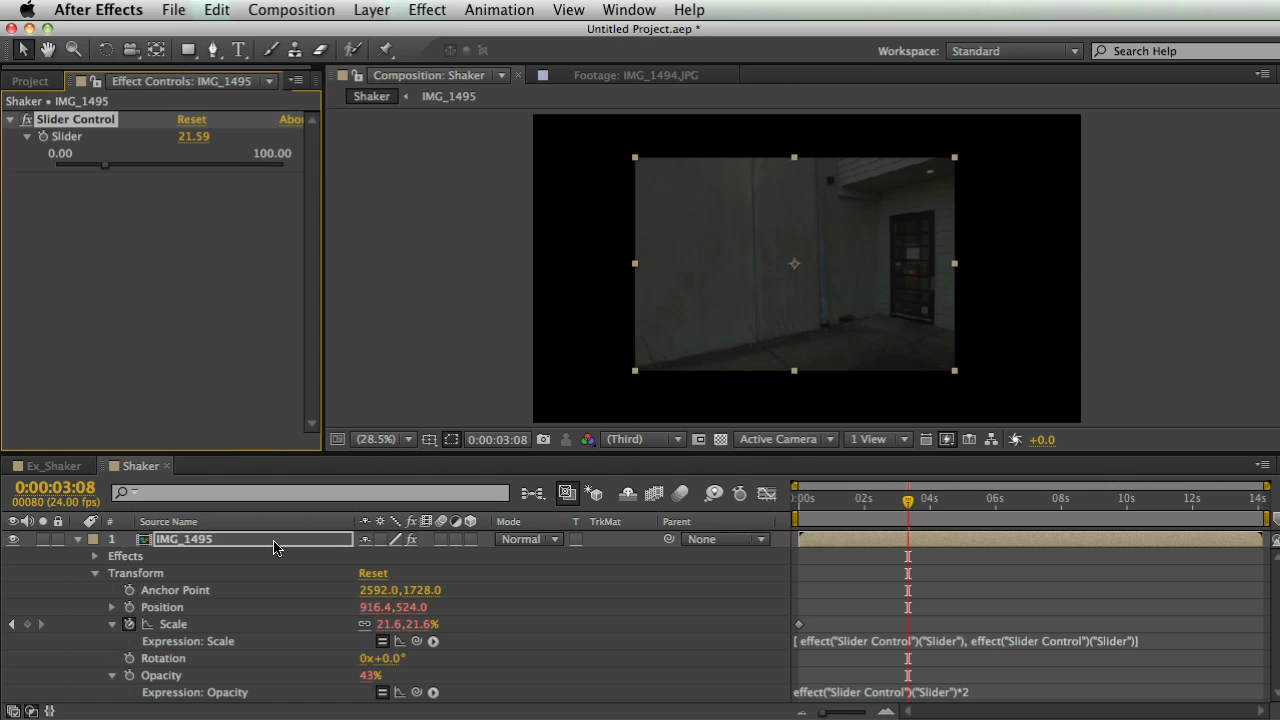 After Effects File Edit Composition Layer Effect Animation View Window Help
Untitled Project.aep *
Workspace: Standard Search Help
Project Effect Controls: IMG_1495 Composition: Shaker Footage: IMG_1494.JPG
Shaker • IMG_1495 Shaker IMG_1495
fx Slider Control Reset Abou
Slider 21.59
0.00 100.00
(28.5%) 0:00:03:08 (Third) Active Camera 1 View +0.0
Ex_Shaker Shaker
0:00:03:08
00080 (24.00 fps)
:00s 02s 04s 06s 08s 10s 12s 14s
# Source Name Mode T TrkMat Parent
1 IMG_1495 Normal None
Effects
Transform Reset
Anchor Point 2592.0,1728.0
Position 916.4,524.0
Scale 21.6,21.6%
Expression: Scale [ effect("Slider Control")("Slider"), effect("Slider Control")("Slider")]
Rotation 0x+0.0°
Opacity 43%
Expression: Opacity effect("Slider Control")("Slider")*2